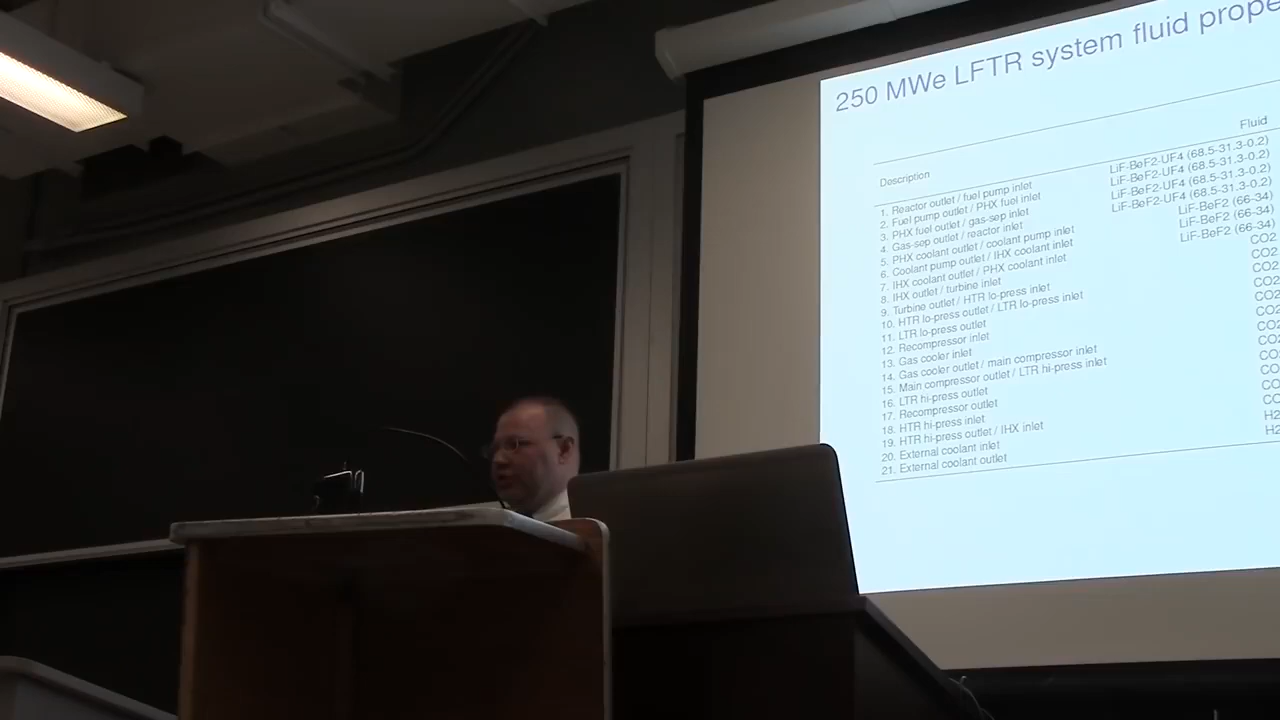 250 MWe LFTR system fluid prope
Description Fluid
1. Reactor outlet / fuel pump inlet LiF-BeF2-UF4 (68.5-31.3-0.2)
2. Fuel pump outlet / PHX fuel inlet LiF-BeF2-UF4 (68.5-31.3-0.2)
3. PHX fuel outlet / gas-sep inlet LiF-BeF2-UF4 (68.5-31.3-0.2)
4. Gas-sep outlet / reactor inlet LiF-BeF2-UF4 (68.5-31.3-0.2)
5. PHX coolant outlet / coolant pump inlet LiF-BeF2 (66-34)
6. Coolant pump outlet / IHX coolant inlet LiF-BeF2 (66-34)
7. IHX coolant outlet / PHX coolant inlet LiF-BeF2 (66-34)
8. IHX outlet / turbine inlet CO2
9. Turbine outlet / HTR lo-press inlet CO2
10. HTR lo-press outlet / LTR lo-press inlet CO2
11. LTR lo-press outlet CO2
12. Recompressor inlet CO2
13. Gas cooler inlet CO2
14. Gas cooler outlet / main compressor inlet CO2
15. Main compressor outlet / LTR hi-press inlet CO2
16. LTR hi-press outlet CO2
17. Recompressor outlet CO
18. HTR hi-press inlet CO
19. HTR hi-press outlet / IHX inlet CO
20. External coolant inlet H2
21. External coolant outlet H2